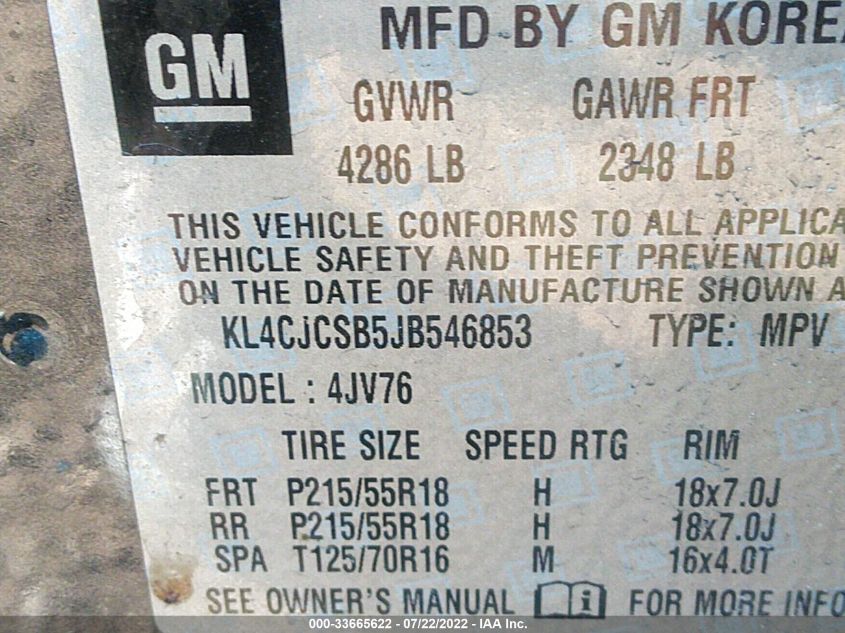 GM
MFD BY GM KOREA
GVWR GAWR FRT
4286 LB 2348 LB
THIS VEHICLE CONFORMS TO ALL APPLICA
VEHICLE SAFETY AND THEFT PREVENTION
ON THE DATE OF MANUFACTURE SHOWN A
KL4CJCSB5JB546853 TYPE: MPV
MODEL : 4JV76
TIRE SIZE SPEED RTG RIM
FRT P215/55R18 H 18x7.0J
RR P215/55R18 H 18x7.0J
SPA T125/70R16 M 16x4.0T
SEE OWNER'S MANUAL i FOR MORE INFO
000-33665622 - 07/22/2022 - IAA Inc.